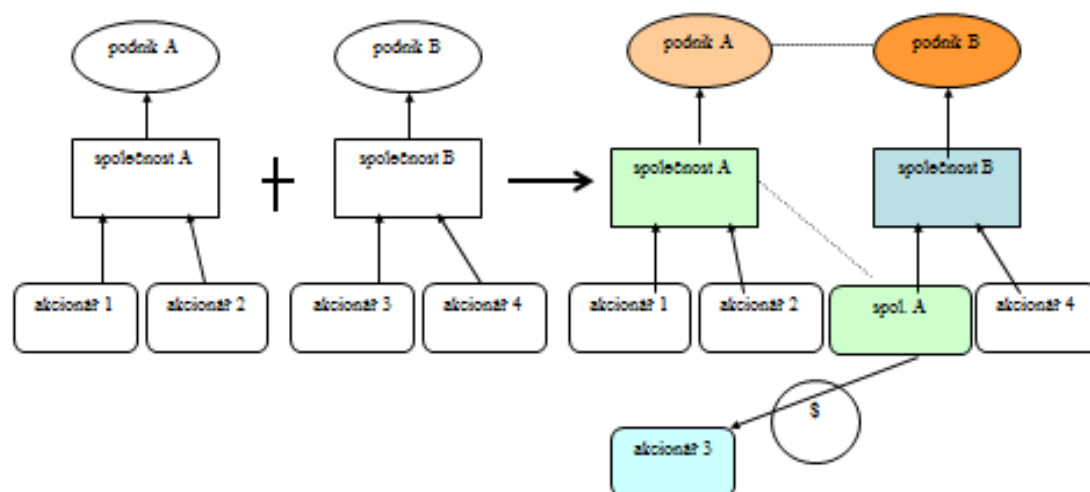 podnik A
podnik B
podnik A
podnik B
společnost A
+
společnost B
společnost A
společnost B
akcionář 1
akcionář 2
akcionář 3
akcionář 4
akcionář 1
akcionář 2
spol. A
akcionář 4
$
akcionář 3